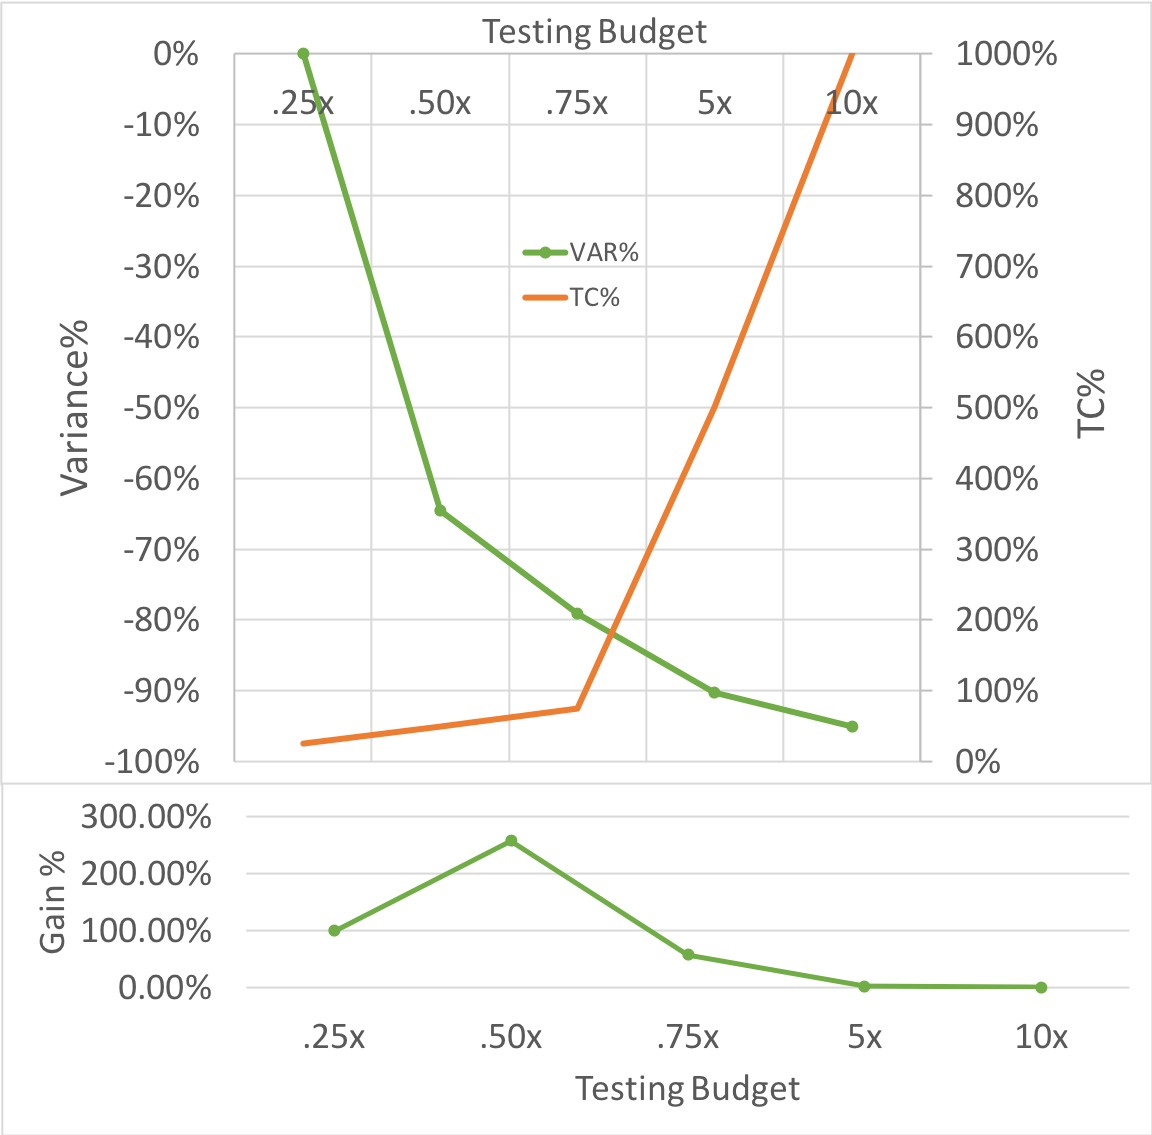 Testing Budget
0% 1000%
.25x .50x .75x 5x 10x
-10% 900%
-20% 800%
VAR%
-30% 700%
TC%
-40% 600%
Variance%
TC%
-50% 500%
-60% 400%
-70% 300%
-80% 200%
-90% 100%
-100% 0%
300.00%
200.00%
Gain %
100.00%
0.00%
.25x .50x .75x 5x 10x
Testing Budget